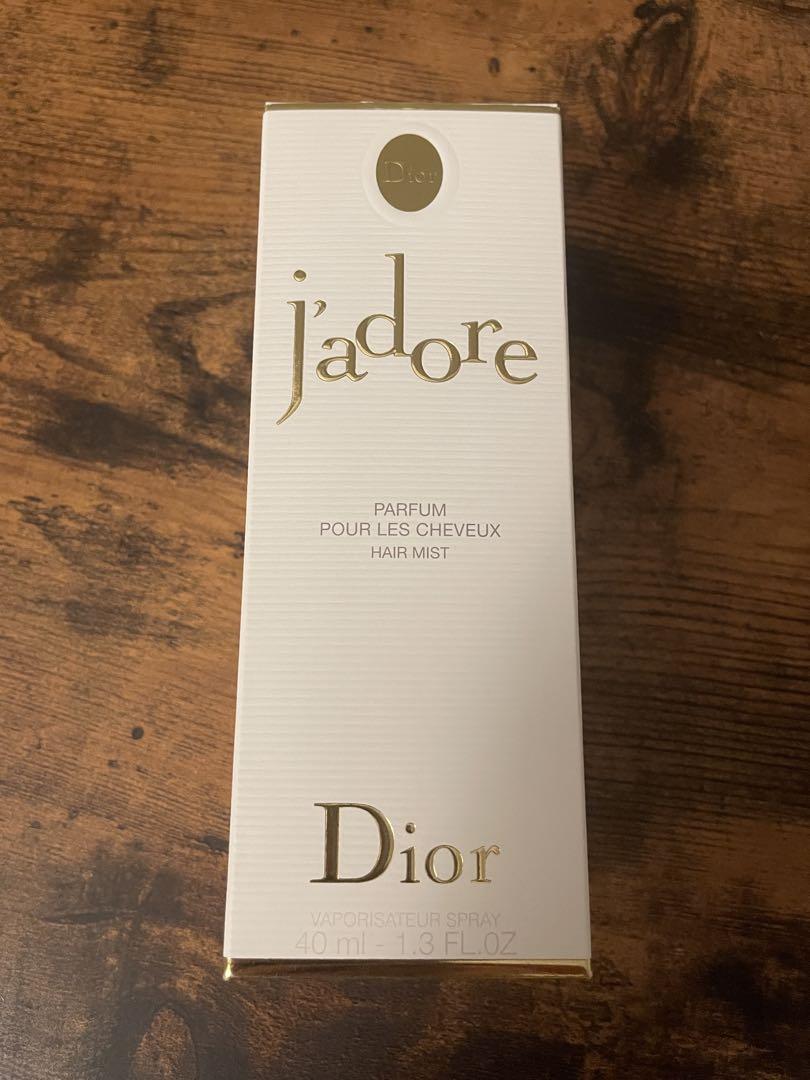 Dior
j'adore
PARFUM
POUR LES CHEVEUX
HAIR MIST
Dior
VAPORISATEUR SPRAY
40 ml - 1.3 FL.OZ